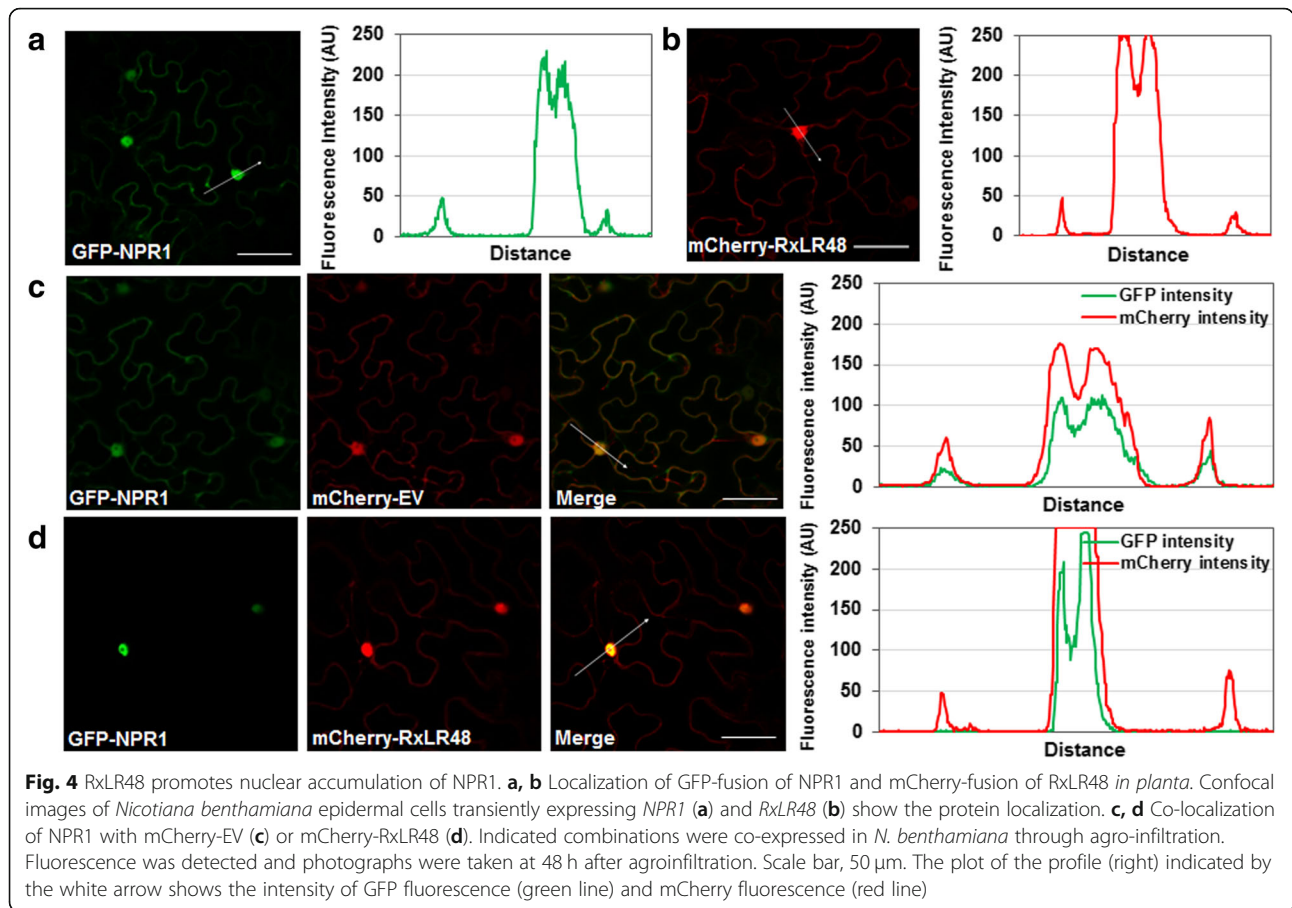 a
GFP-NPR1
Fluorescence Intensity (AU)
250
200
150
100
50
0
Distance
b
mCherry-RxLR48
Fluorescence Intensity (AU)
250
200
150
100
50
0
Distance
c
GFP-NPR1
mCherry-EV
Merge
Fluorescence intensity (AU)
250
200
150
100
50
0
GFP intensity
mCherry intensity
Distance
d
GFP-NPR1
mCherry-RxLR48
Merge
Fluorescence intensity (AU)
250
200
150
100
50
0
GFP intensity
mCherry intensity
Distance
Fig. 4 RxLR48 promotes nuclear accumulation of NPR1. a, b Localization of GFP-fusion of NPR1 and mCherry-fusion of RxLR48 in planta. Confocal
images of Nicotiana benthamiana epidermal cells transiently expressing NPR1 (a) and RxLR48 (b) show the protein localization. c, d Co-localization
of NPR1 with mCherry-EV (c) or mCherry-RxLR48 (d). Indicated combinations were co-expressed in N. benthamiana through agro-infiltration.
Fluorescence was detected and photographs were taken at 48 h after agroinfiltration. Scale bar, 50 μm. The plot of the profile (right) indicated by
the white arrow shows the intensity of GFP fluorescence (green line) and mCherry fluorescence (red line)